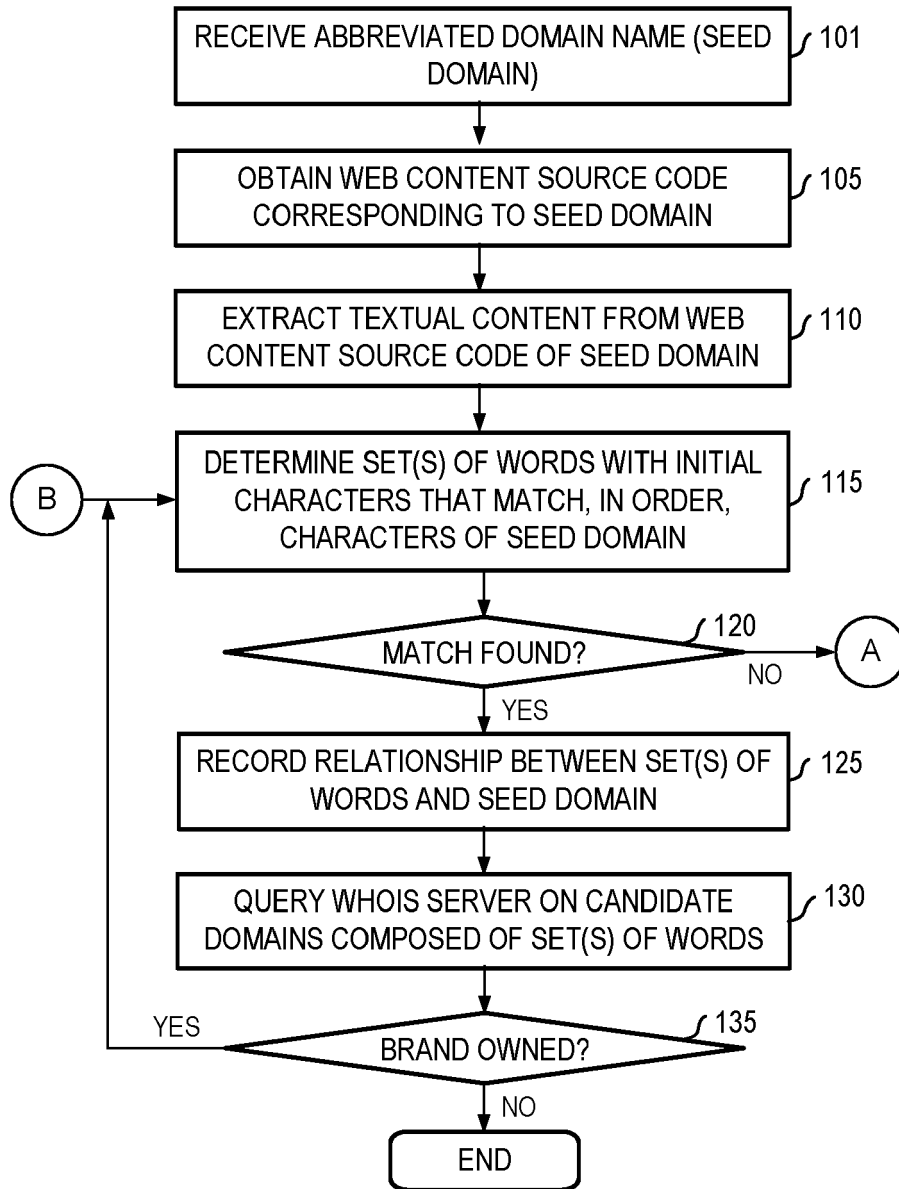 RECEIVE ABBREVIATED DOMAIN NAME (SEED
DOMAIN)
101
OBTAIN WEB CONTENT SOURCE CODE
CORRESPONDING TO SEED DOMAIN
105
EXTRACT TEXTUAL CONTENT FROM WEB
CONTENT SOURCE CODE OF SEED DOMAIN
110
B
DETERMINE SET(S) OF WORDS WITH INITIAL
CHARACTERS THAT MATCH, IN ORDER,
CHARACTERS OF SEED DOMAIN
115
MATCH FOUND?
120
NO
A
YES
RECORD RELATIONSHIP BETWEEN SET(S) OF
WORDS AND SEED DOMAIN
125
QUERY WHOIS SERVER ON CANDIDATE
DOMAINS COMPOSED OF SET(S) OF WORDS
130
YES
BRAND OWNED?
135
NO
END